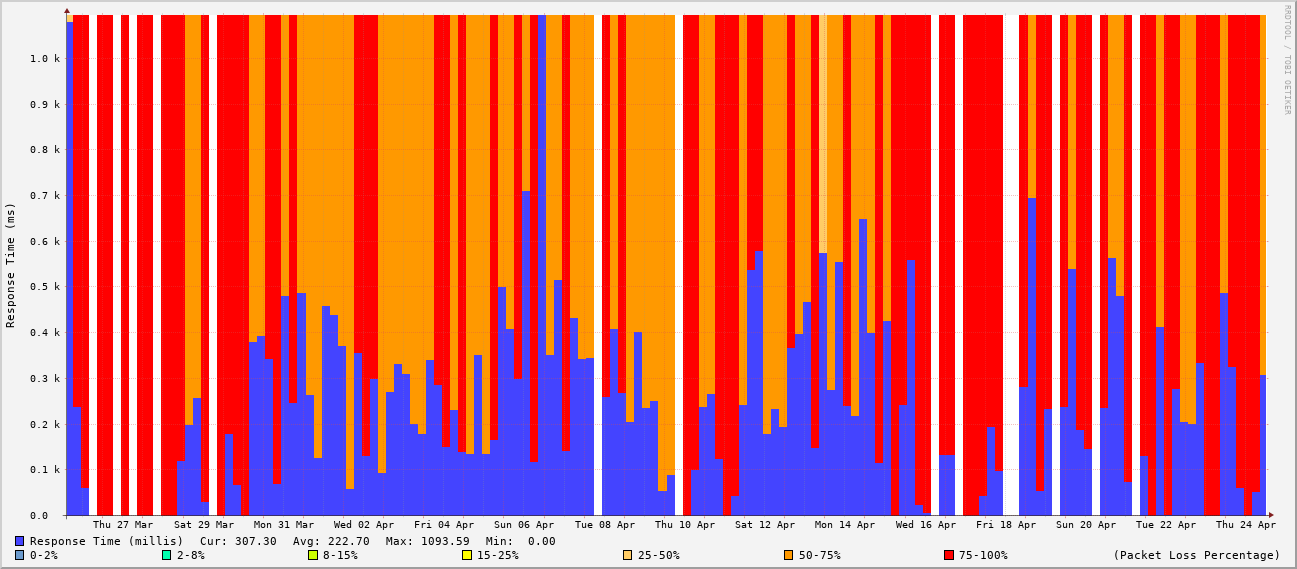 RRDTOOL / TOBI OETIKER
Response Time (ms)
1.0 k
0.9 k
0.8 k
0.7 k
0.6 k
0.5 k
0.4 k
0.3 k
0.2 k
0.1 k
0.0
Thu 27 Mar Sat 29 Mar Mon 31 Mar Wed 02 Apr Fri 04 Apr Sun 06 Apr Tue 08 Apr Thu 10 Apr Sat 12 Apr Mon 14 Apr Wed 16 Apr Fri 18 Apr Sun 20 Apr Tue 22 Apr Thu 24 Apr
Response Time (millis) Cur: 307.30 Avg: 222.70 Max: 1093.59 Min: 0.00
0-2% 2-8% 8-15% 15-25% 25-50% 50-75% 75-100% (Packet Loss Percentage)